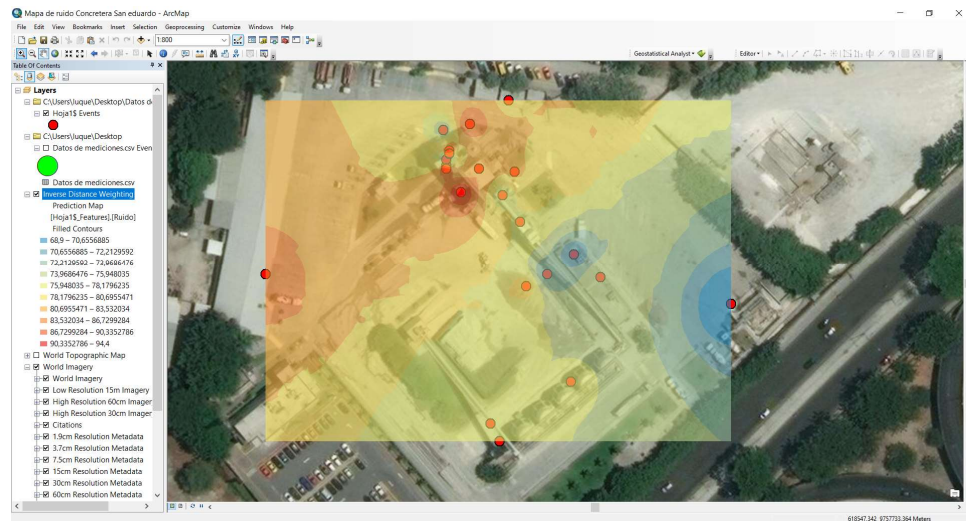 Mapa de ruido Concretera San eduardo - ArcMap
File Edit View Bookmarks Insert Selection Geoprocessing Customize Windows Help
1:800
Geostatistical Analyst
Editor
Table Of Contents
Layers
C:\Users\luque\Desktop\Datos de
Hoja1$ Events
C:\Users\luque\Desktop
Datos de mediciones.csv Even
Datos de mediciones.csv
Inverse Distance Weighting
Prediction Map
[Hoja1$_Features].[Ruido]
Filled Contours
68,9 – 70,6556885
70,6556885 – 72,2129592
72,2129592 – 73,9686476
73,9686476 – 75,948035
75,948035 – 78,1796235
78,1796235 – 80,6955471
80,6955471 – 83,532034
83,532034 – 86,7299284
86,7299284 – 90,3352786
90,3352786 – 94,4
World Topographic Map
World Imagery
World Imagery
Low Resolution 15m Imagery
High Resolution 60cm Imager
High Resolution 30cm Imager
Citations
1.9cm Resolution Metadata
3.7cm Resolution Metadata
7.5cm Resolution Metadata
15cm Resolution Metadata
30cm Resolution Metadata
60cm Resolution Metadata
618547.342 9757733.364 Meters